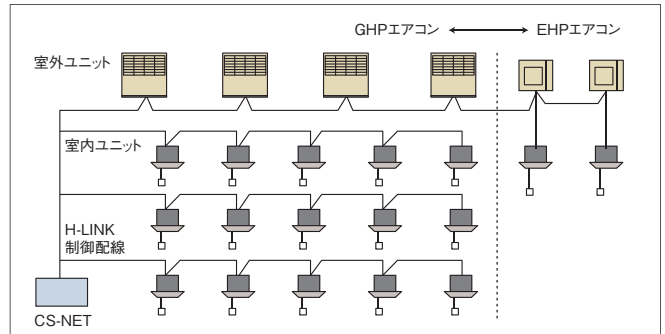 GHPエアコン
EHPエアコン
室外ユニット
室内ユニット
H-LINK
制御配線
CS-NET